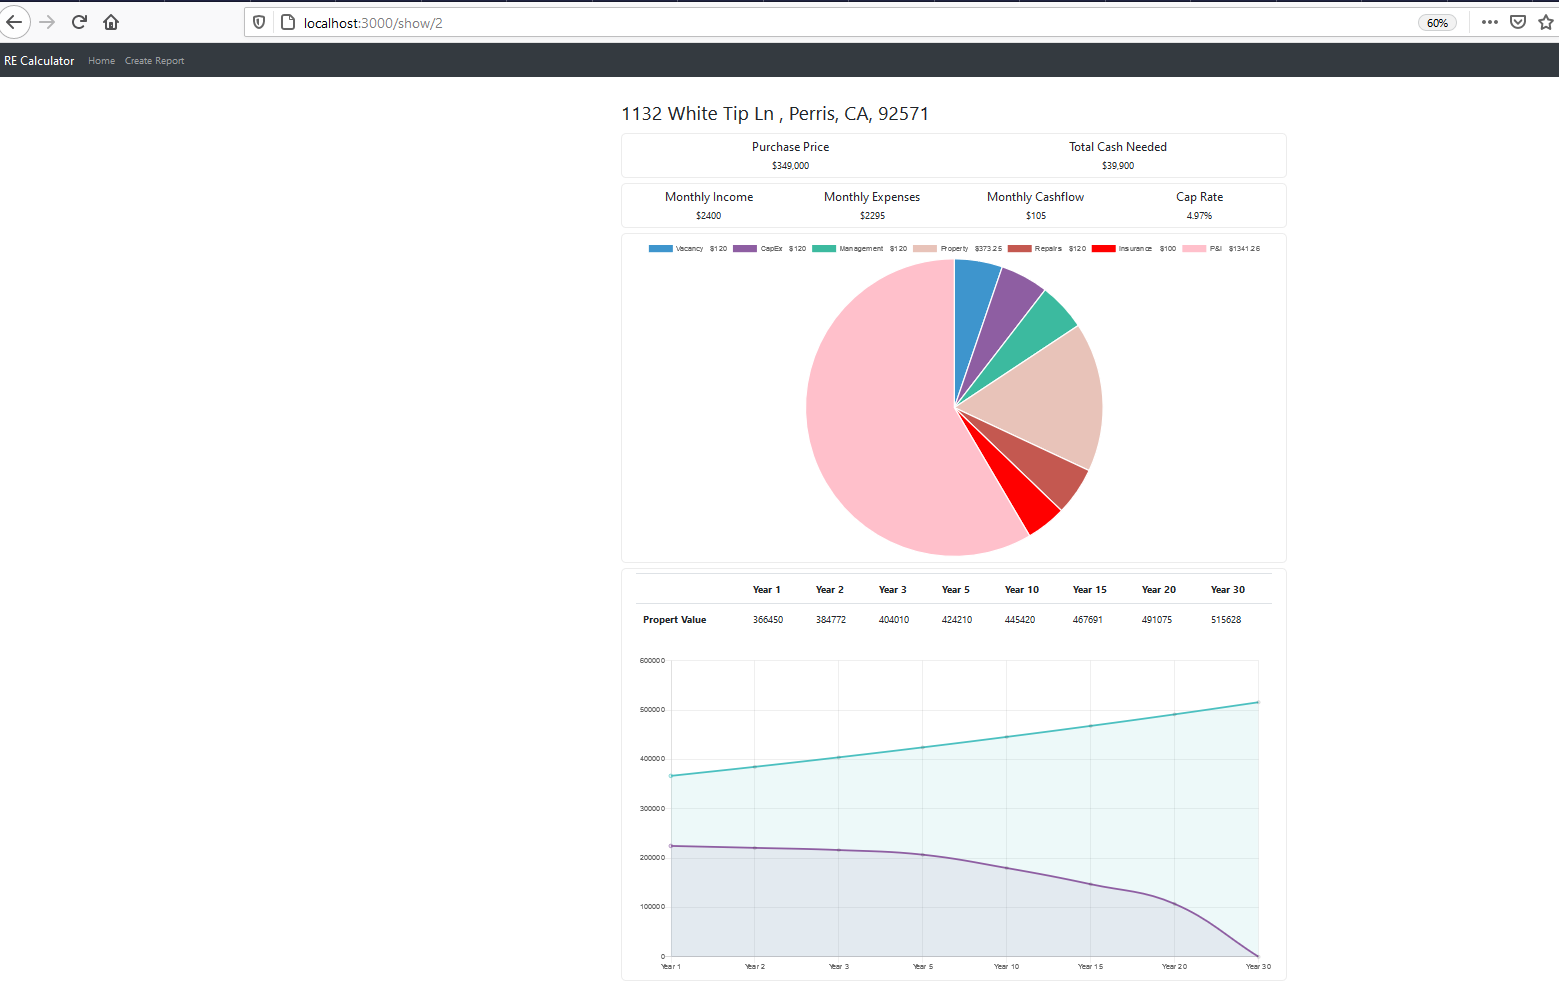 localhost:3000/show/2 60%
RE Calculator Home Create Report
1132 White Tip Ln , Perris, CA, 92571
Purchase Price Total Cash Needed
$349,000 $39,900
Monthly Income Monthly Expenses Monthly Cashflow Cap Rate
$2400 $2295 $105 4.97%
Vacancy $120 CapEx $120 Management $120 Property $373.25 Repairs $120 Insurance $100 P&I $1341.26
Year 1 Year 2 Year 3 Year 5 Year 10 Year 15 Year 20 Year 30
Propert Value 366450 384772 404010 424210 445420 467691 491075 515628
600000
500000
400000
300000
200000
100000
0
Year 1 Year 2 Year 3 Year 5 Year 10 Year 15 Year 20 Year 30